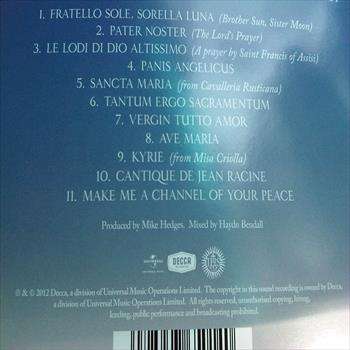 1. FRATELLO SOLE, SORELLA LUNA (Brother Sun, Sister Moon)
2. PATER NOSTER (The Lord's Prayer)
3. LE LODI DI DIO ALTISSIMO (A prayer by Saint Francis of Assisi)
4. PANIS ANGELICUS
5. SANCTA MARIA (from Cavalleria Rusticana)
6. TANTUM ERGO SACRAMENTUM
7. VERGIN TUTTO AMOR
8. AVE MARIA
9. KYRIE (from Misa Criolla)
10. CANTIQUE DE JEAN RACINE
11. MAKE ME A CHANNEL OF YOUR PEACE
Produced by Mike Hedges. Mixed by Haydn Bendall
UNIVERSAL
DECCA
℗ & © 2012 Decca, a division of Universal Music Operations Limited. The copyright in this sound recording is owned by Decca,
a division of Universal Music Operations Limited. All rights reserved, unauthorised copying, hiring,
lending, public performance and broadcasting prohibited.